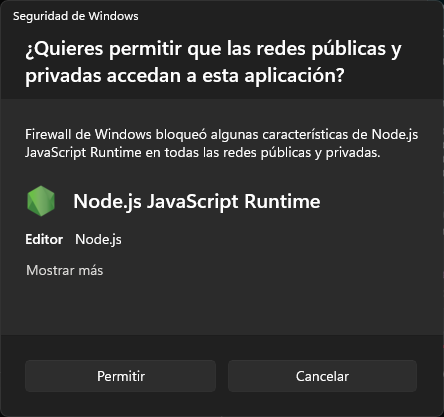 Seguridad de Windows
¿Quieres permitir que las redes públicas y
privadas accedan a esta aplicación?
Firewall de Windows bloqueó algunas características de Node.js
JavaScript Runtime en todas las redes públicas y privadas.
Node.js JavaScript Runtime
Editor Node.js
Mostrar más
Permitir
Cancelar